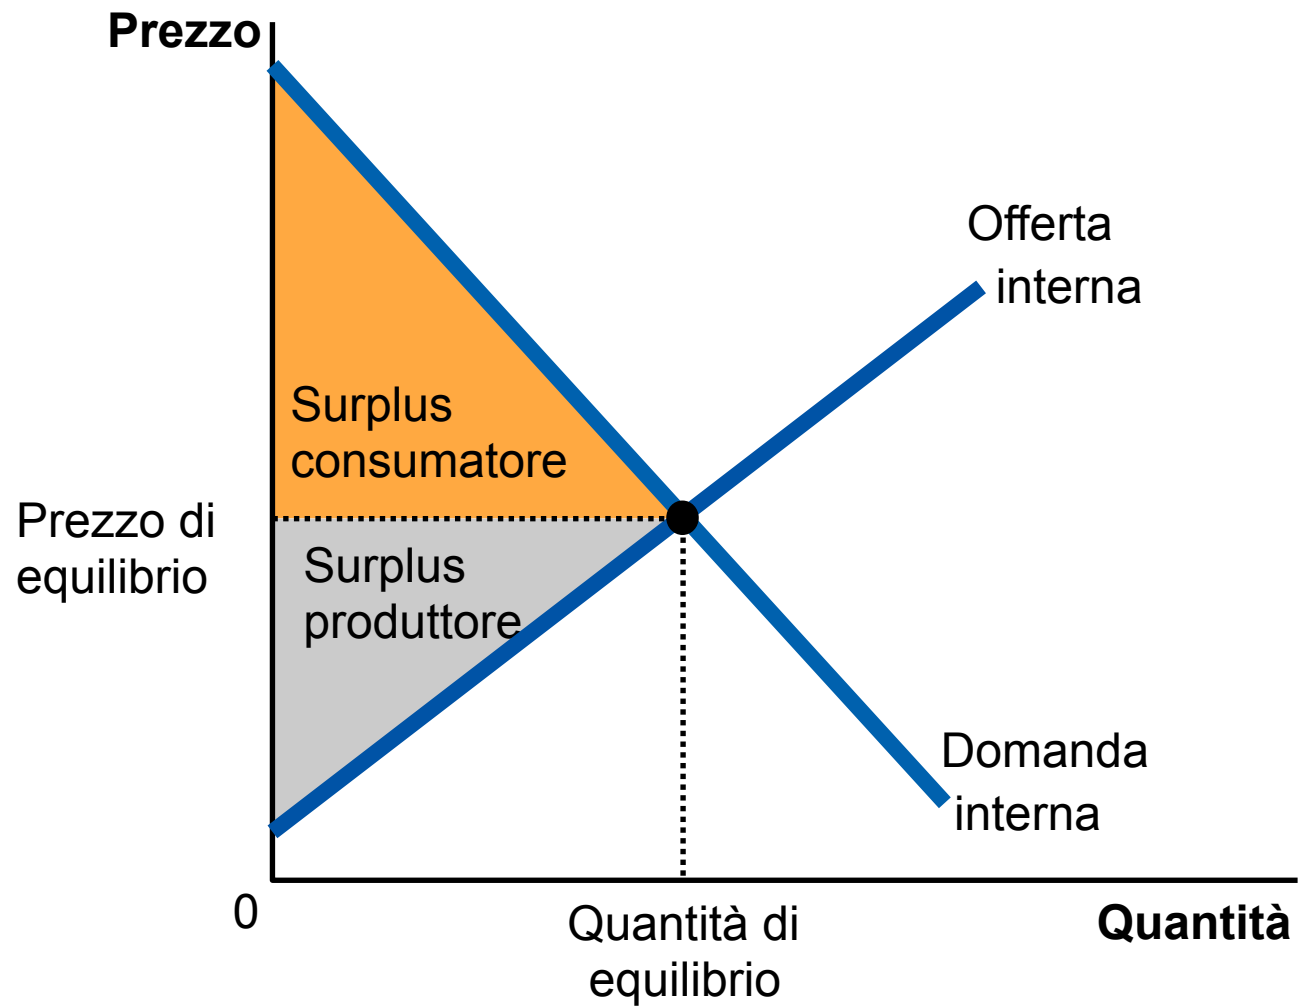 Prezzo
Offerta
interna
Surplus
consumatore
Prezzo di
equilibrio
Surplus
produttore
Domanda
interna
0
Quantità di
equilibrio
Quantità